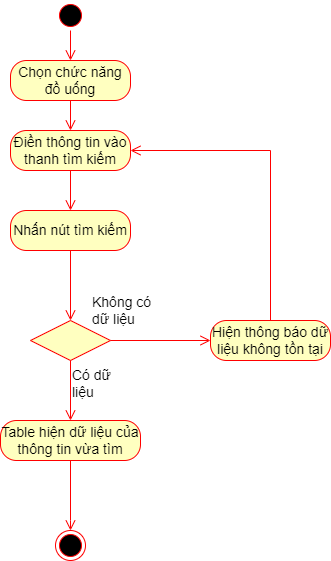 Chọn chức năng
đồ uống
Điền thông tin vào
thanh tìm kiếm
Nhấn nút tìm kiếm
Không có
dữ liệu
Hiện thông báo dữ
liệu không tồn tại
Có dữ
liệu
Table hiện dữ liệu của
thông tin vừa tìm